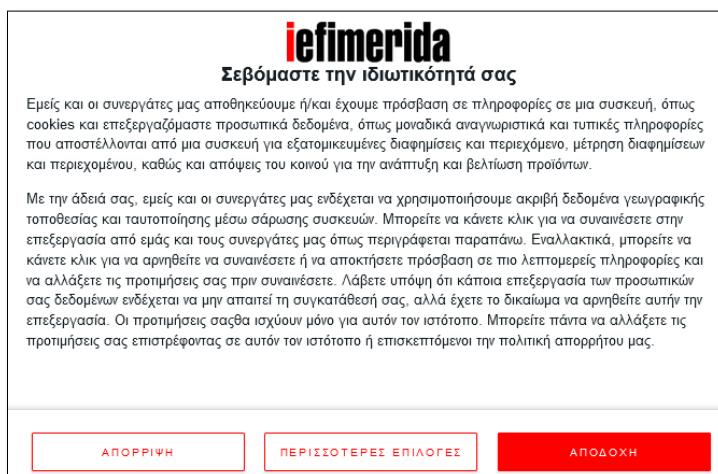 iefimerida
Σεβόμαστε την ιδιωτικότητά σας
Εμείς και οι συνεργάτες μας αποθηκεύουμε ή/και έχουμε πρόσβαση σε πληροφορίες σε μια συσκευή, όπως
cookies και επεξεργαζόμαστε προσωπικά δεδομένα, όπως μοναδικά αναγνωριστικά και τυπικές πληροφορίες
που αποστέλλονται από μια συσκευή για εξατομικευμένες διαφημίσεις και περιεχόμενο, μέτρηση διαφημίσεων
και περιεχομένου, καθώς και απόψεις του κοινού για την ανάπτυξη και βελτίωση προϊόντων.
Με την άδειά σας, εμείς και οι συνεργάτες μας ενδέχεται να χρησιμοποιήσουμε ακριβή δεδομένα γεωγραφικής
τοποθεσίας και ταυτοποίησης μέσω σάρωσης συσκευών. Μπορείτε να κάνετε κλικ για να συναινέσετε στην
επεξεργασία από εμάς και τους συνεργάτες μας όπως περιγράφεται παραπάνω. Εναλλακτικά, μπορείτε να
κάνετε κλικ για να αρνηθείτε να συναινέσετε ή να αποκτήσετε πρόσβαση σε πιο λεπτομερείς πληροφορίες και
να αλλάξετε τις προτιμήσεις σας πριν συναινέσετε. Λάβετε υπόψη ότι κάποια επεξεργασία των προσωπικών
σας δεδομένων ενδέχεται να μην απαιτεί τη συγκατάθεσή σας, αλλά έχετε το δικαίωμα να αρνηθείτε αυτήν την
επεξεργασία. Οι προτιμήσεις σαςθα ισχύουν μόνο για αυτόν τον ιστότοπο. Μπορείτε πάντα να αλλάξετε τις
προτιμήσεις σας επιστρέφοντας σε αυτόν τον ιστότοπο ή επισκεπτόμενοι την πολιτική απορρήτου μας.
ΑΠΟΡΡΙΨΗ
ΠΕΡΙΣΣΟΤΕΡΕΣ ΕΠΙΛΟΓΕΣ
ΑΠΟΔΟΧΗ